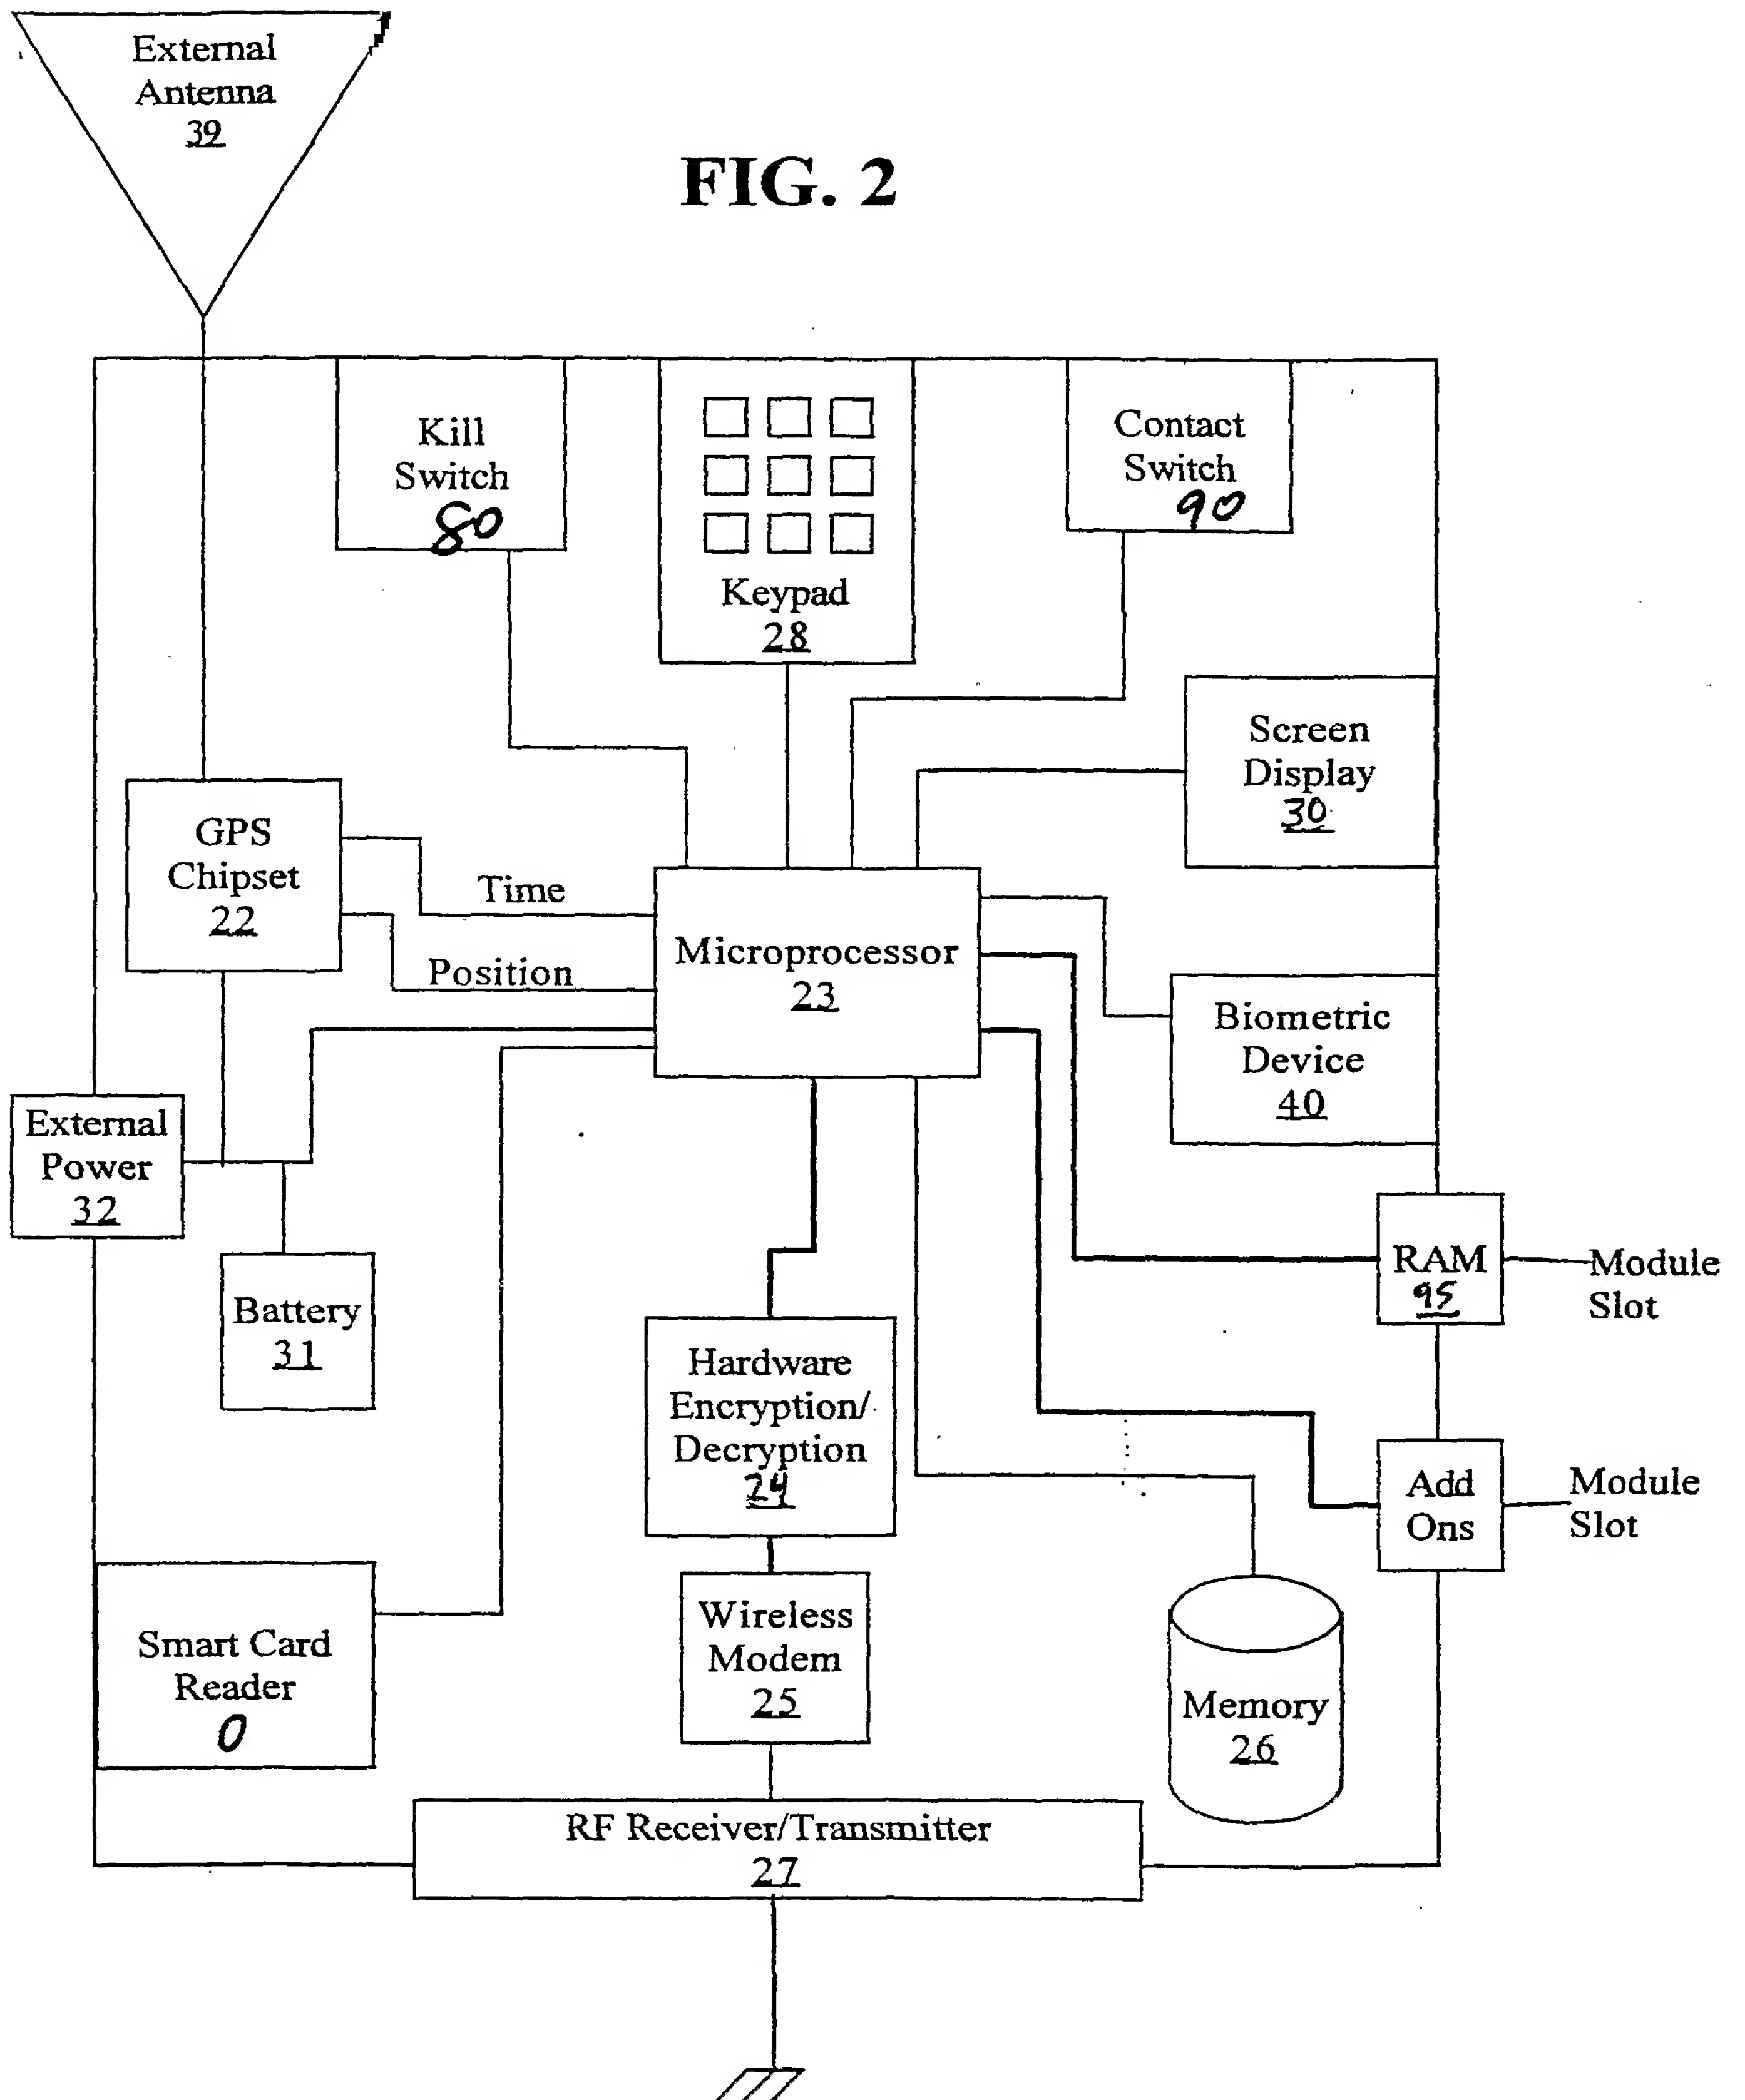 External
Antenna
39
FIG. 2
Kill
Switch
80
Keypad
28
Contact
Switch
90
Screen
Display
30
GPS
Chipset
22
Time
Position
Microprocessor
23
Biometric
Device
40
External
Power
32
Battery
31
RAM
95
Module
Slot
Hardware
Encryption/
Decryption
24
Add
Ons
Module
Slot
Smart Card
Reader
0
Wireless
Modem
25
Memory
26
RF Receiver/Transmitter
27